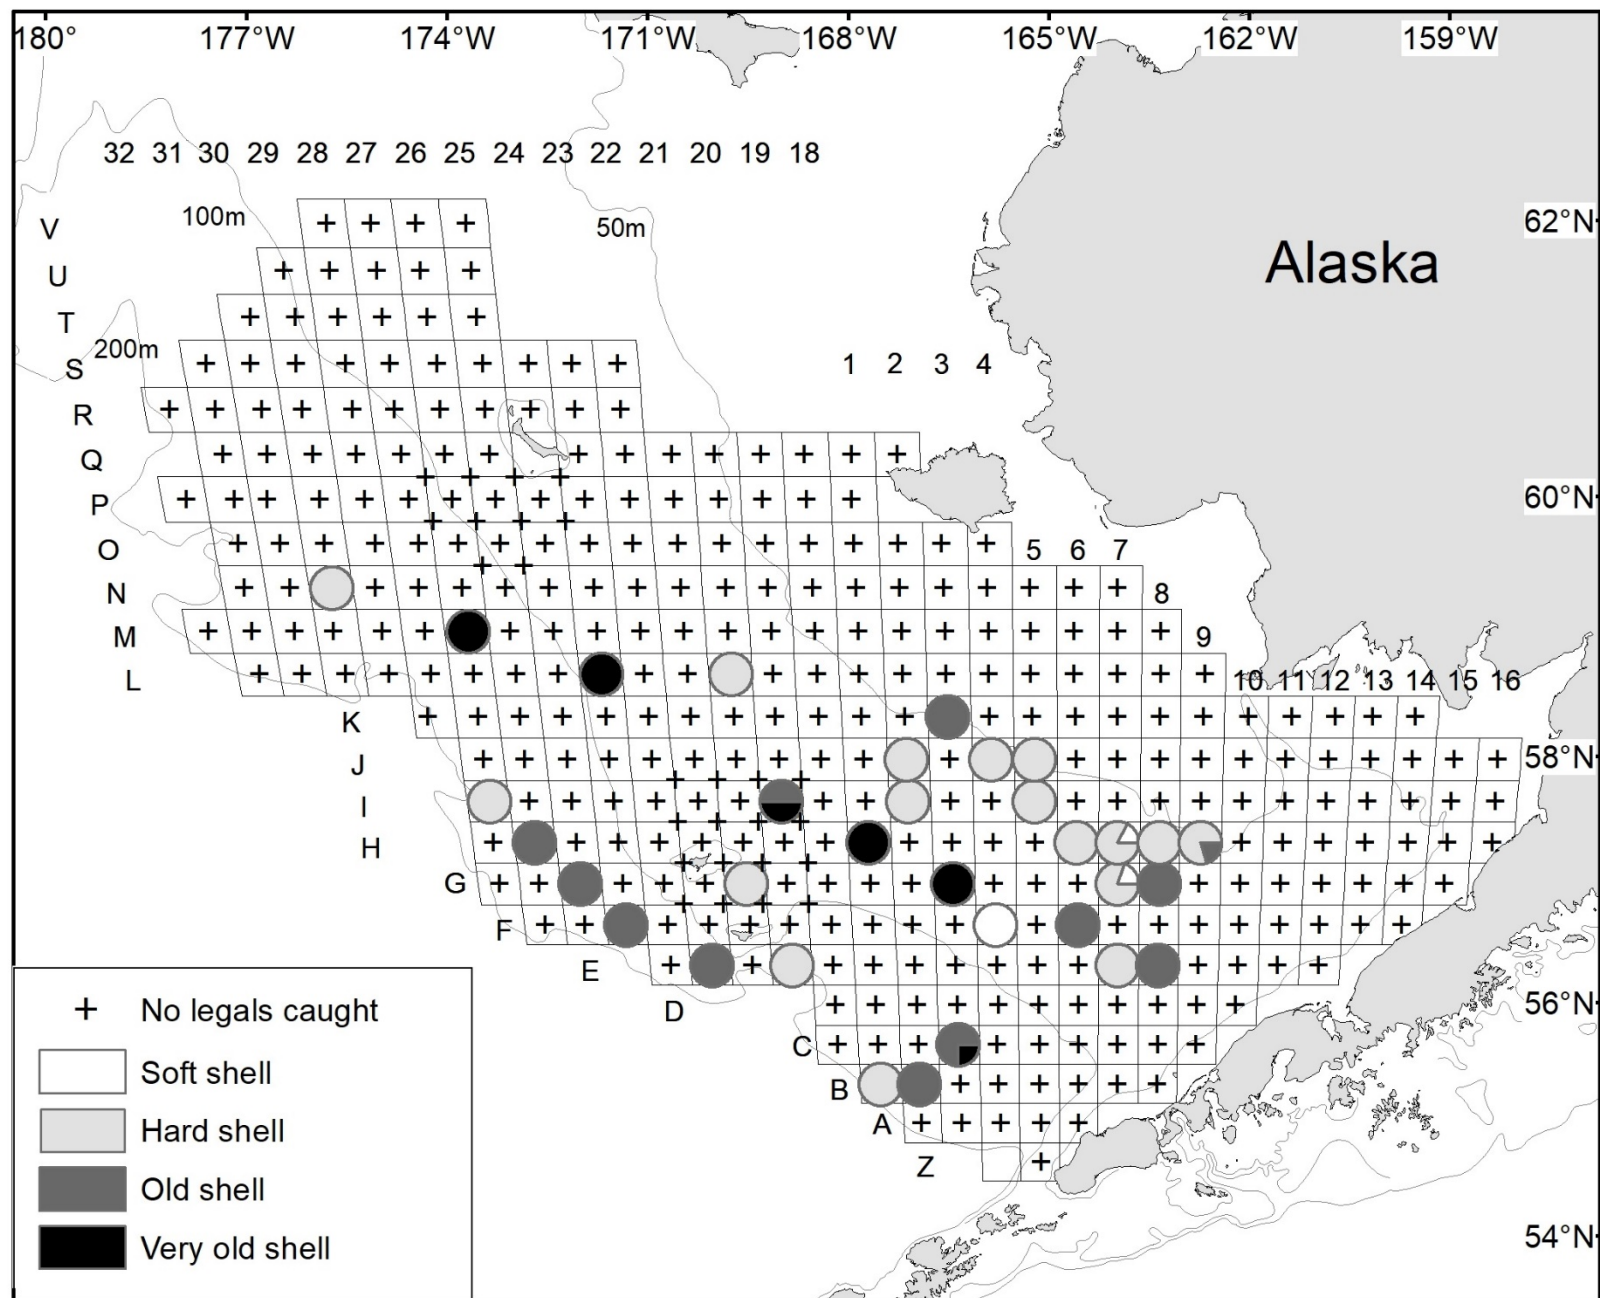 180° 177°W 174°W 171°W 168°W 165°W 162°W 159°W
32 31 30 29 28 27 26 25 24 23 22 21 20 19 18
100m
V 50m 62°N
Alaska
U
T
200m
S 1 2 3 4
R
Q
P 60°N
O 5 6 7
N 8
M 9
L 10 11 12 13 14 15 16
K
J 58°N
I
H
G
F
E
D 56°N
No legals caught
C
Soft shell
B
A
Hard shell
Z
Old shell
54°N
Very old shell